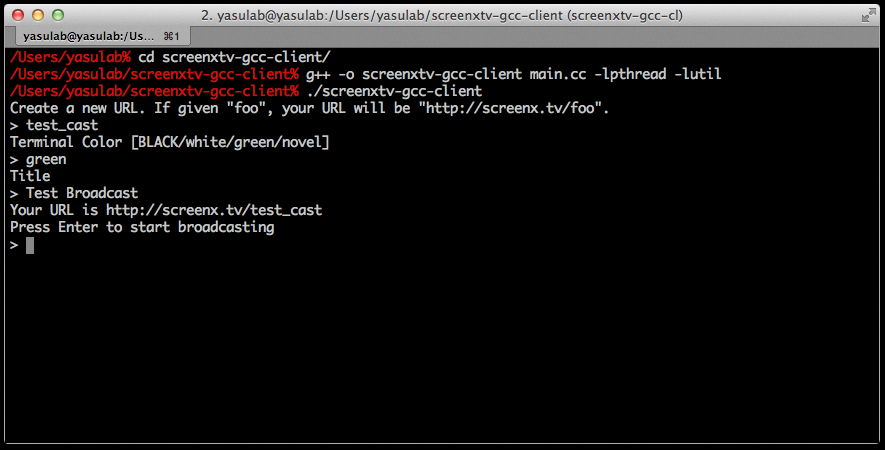 2. yasulab@yasulab:/Users/yasulab/screenxtv-gcc-client (screenxtv-gcc-cl)
yasulab@yasulab:/Us... ⌘1
/Users/yasulab% cd screenxtv-gcc-client/
/Users/yasulab/screenxtv-gcc-client% g++ -o screenxtv-gcc-client main.cc -lpthread -lutil
/Users/yasulab/screenxtv-gcc-client% ./screenxtv-gcc-client
Create a new URL. If given "foo", your URL will be "http://screenx.tv/foo".
> test_cast
Terminal Color [BLACK/white/green/novel]
> green
Title
> Test Broadcast
Your URL is http://screenx.tv/test_cast
Press Enter to start broadcasting
>